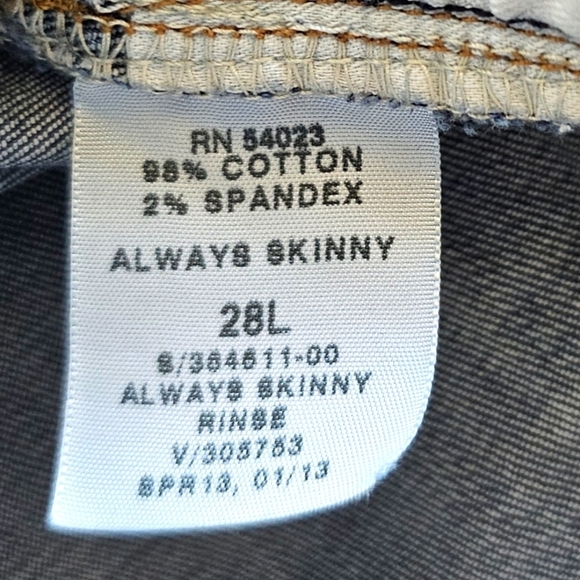 RN 54023
98% COTTON
2% SPANDEX
ALWAYS SKINNY
28L
S/364611-00
ALWAYS SKINNY
RINSE
V/305753
SPR13, 01/13